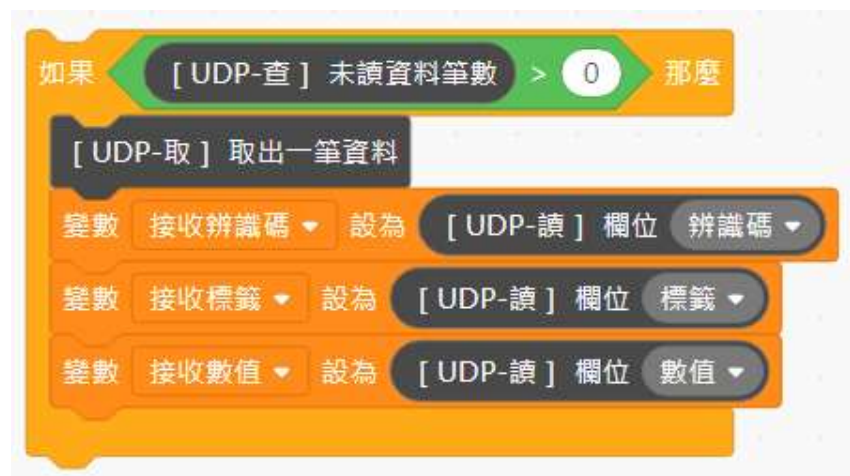 如果 [ UDP-查 ] 未讀資料筆數 > 0 那麼
[ UDP-取 ] 取出一筆資料
變數 接收辨識碼 設為 [ UDP-讀 ] 欄位 辨識碼
變數 接收標籤 設為 [ UDP-讀 ] 欄位 標籤
變數 接收數值 設為 [ UDP-讀 ] 欄位 數值